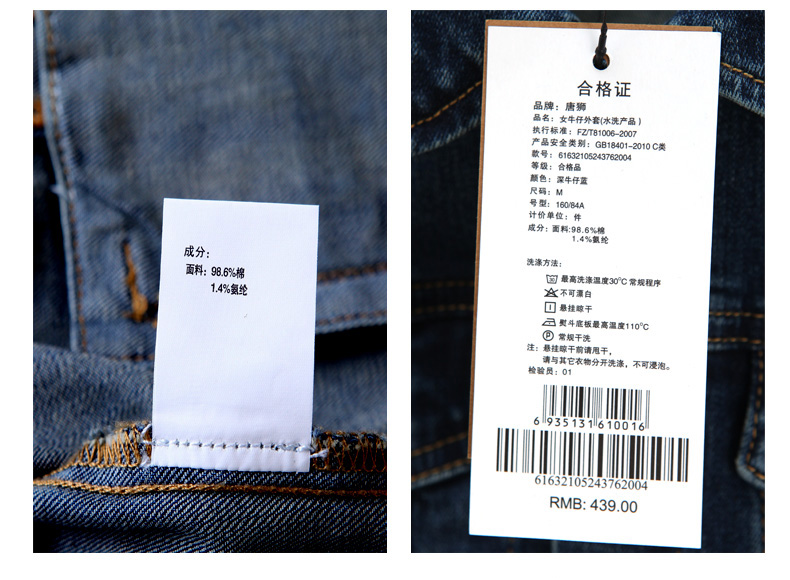 成分：
面料：98.6%棉
1.4%氨纶
合格证
品牌：唐狮
品名：女牛仔外套(水洗产品)
执行标准：FZ/T81006-2007
产品安全类别：GB18401-2010 C类
款号：61632105243762004
等级：合格品
颜色：深牛仔蓝
尺码：M
号型：160/84A
计价单位：件
成分：面料:98.6%棉
1.4%氨纶
洗涤方法：
最高洗涤温度30°C 常规程序
不可漂白
悬挂晾干
熨斗底板最高温度110°C
P 常规干洗
注：悬挂晾干前请甩干，
请与其它衣物分开洗涤，不可浸泡。
检验员：01
6 935131 610016
61632105243762004
RMB: 439.00